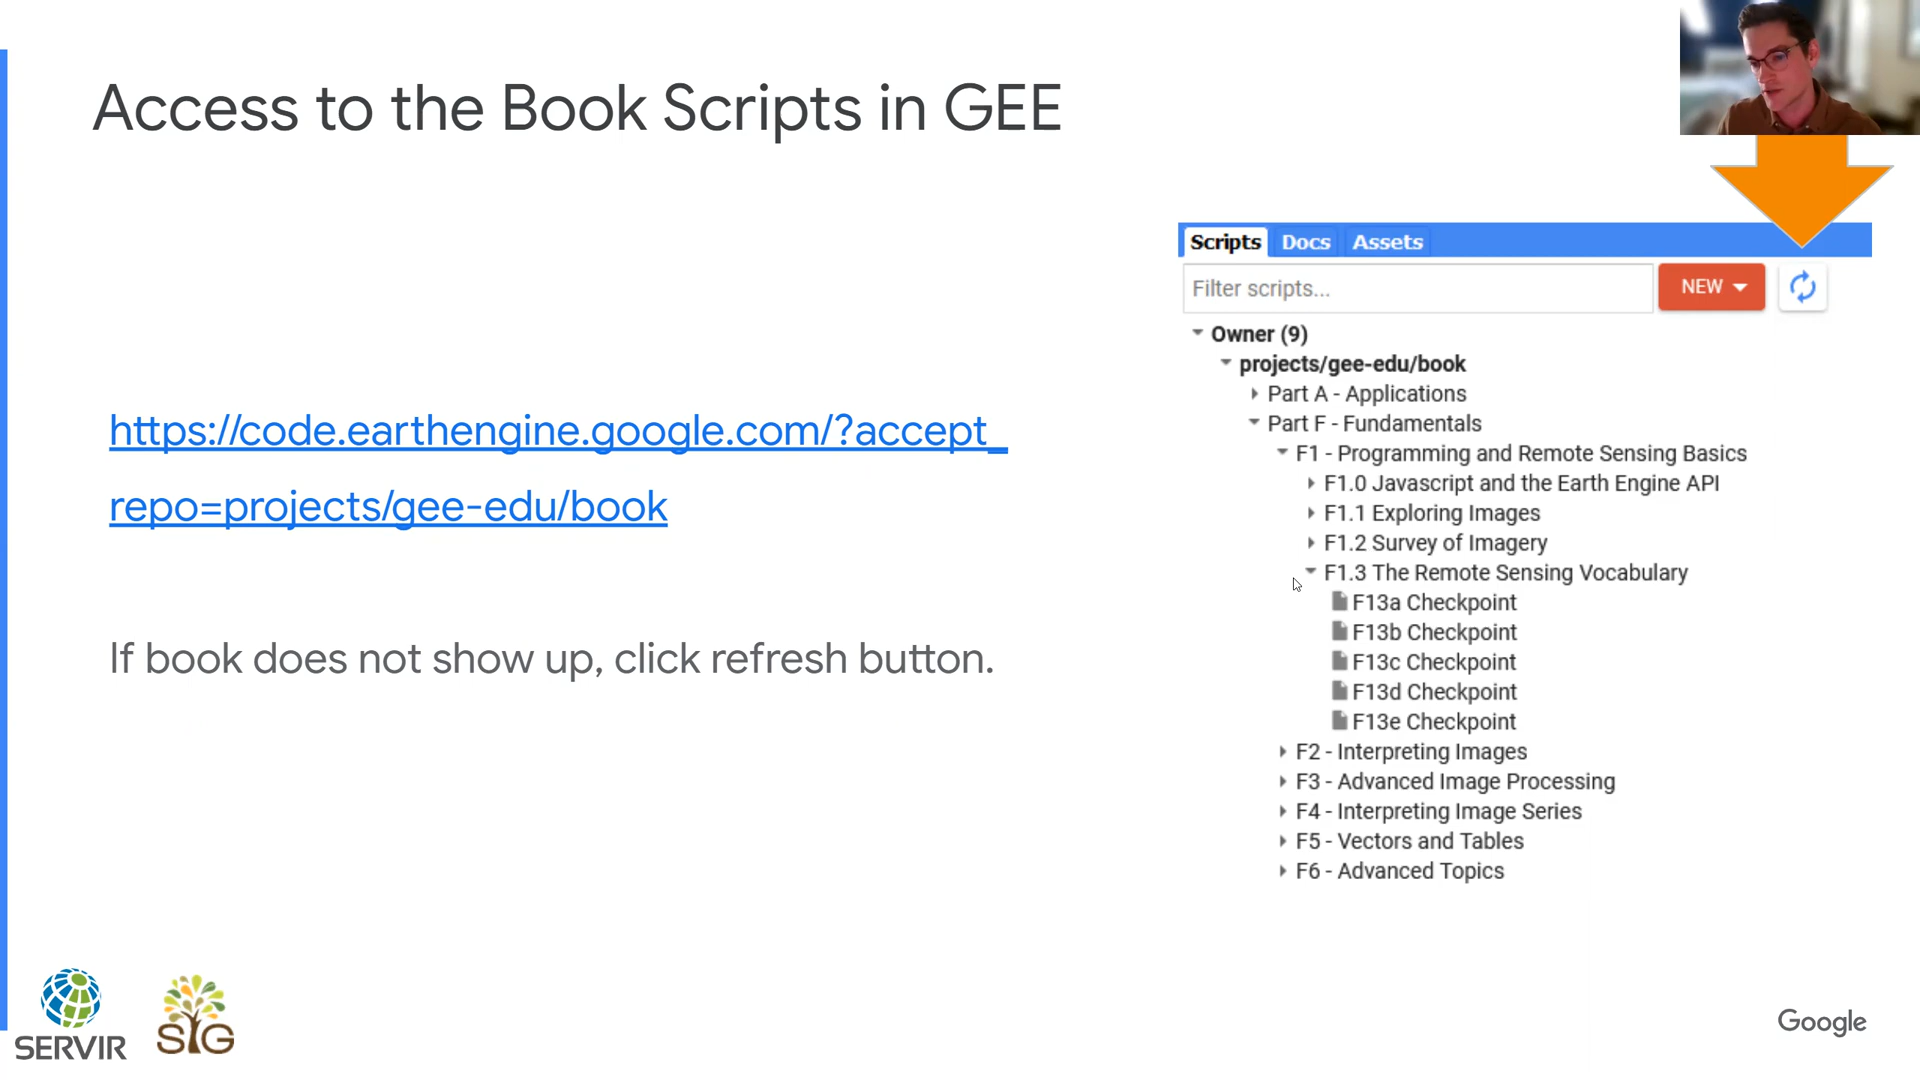 Access to the Book Scripts in GEE
https://code.earthengine.google.com/?accept_
repo=projects/gee-edu/book
If book does not show up, click refresh button.
Scripts Docs Assets
Filter scripts... NEW
Owner (9)
projects/gee-edu/book
Part A - Applications
Part F - Fundamentals
F1 - Programming and Remote Sensing Basics
F1.0 Javascript and the Earth Engine API
F1.1 Exploring Images
F1.2 Survey of Imagery
F1.3 The Remote Sensing Vocabulary
F13a Checkpoint
F13b Checkpoint
F13c Checkpoint
F13d Checkpoint
F13e Checkpoint
F2 - Interpreting Images
F3 - Advanced Image Processing
F4 - Interpreting Image Series
F5 - Vectors and Tables
F6 - Advanced Topics
SERVIR
SIG
Google